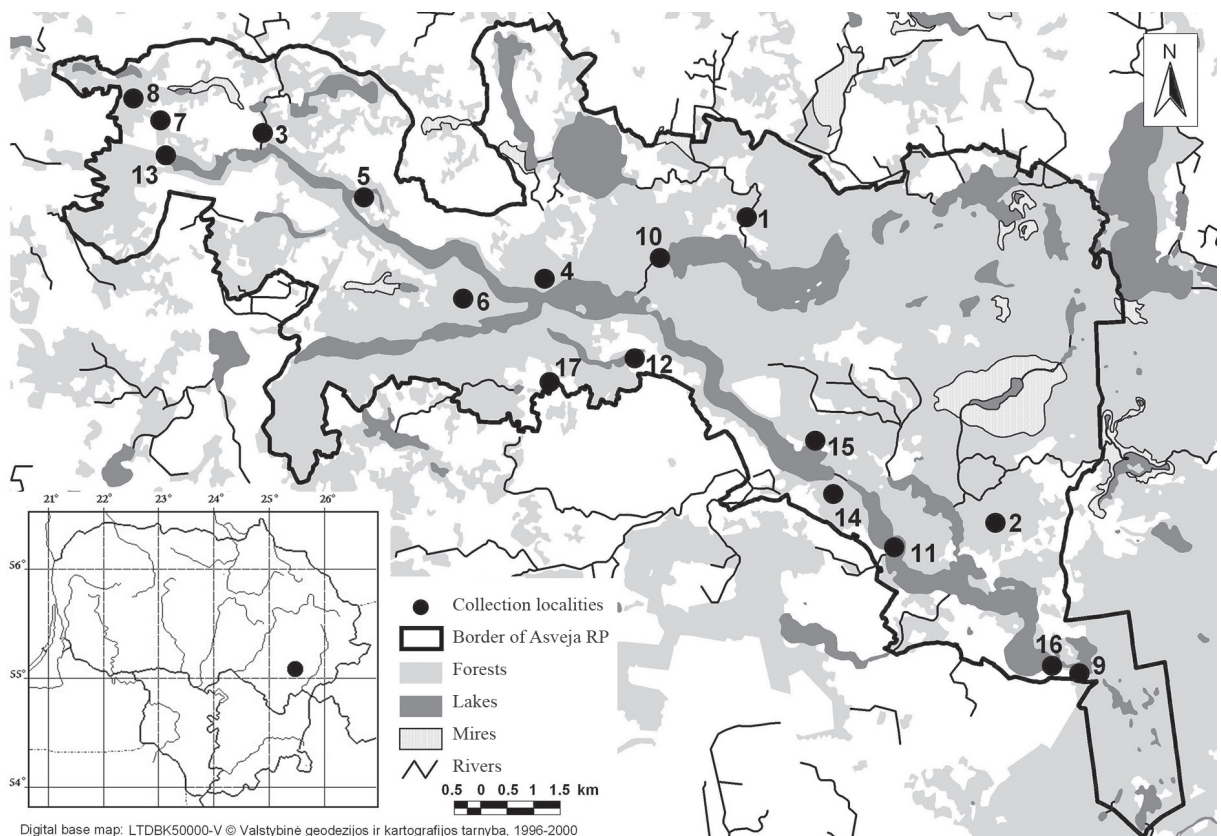 N
8
7
3
13
5
1
10
4
6
17
12
15
14
2
11
16
9
21° 22° 23° 24° 25° 26°
56°
55°
54°
Collection localities
Border of Asveja RP
Forests
Lakes
Mires
Rivers
0.5 0 0.5 1 1.5 km
Digital base map: LTDBK50000-V © Valstybinė geodezijos ir kartografijos tarnyba, 1996-2000